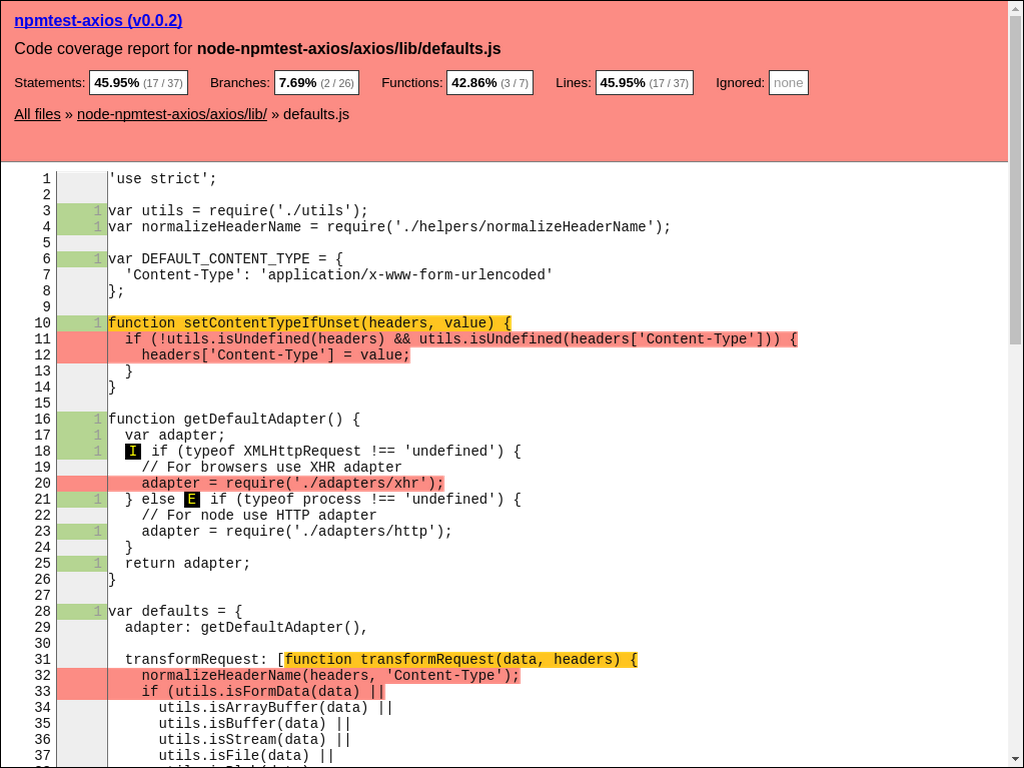 npmtest-axios (v0.0.2)
Code coverage report for node-npmtest-axios/axios/lib/defaults.js
Statements: 45.95% (17 / 37) Branches: 7.69% (2 / 26) Functions: 42.86% (3 / 7) Lines: 45.95% (17 / 37) Ignored: none
All files » node-npmtest-axios/axios/lib/ » defaults.js
1 'use strict';
2
3 1 var utils = require('./utils');
4 1 var normalizeHeaderName = require('./helpers/normalizeHeaderName');
5
6 1 var DEFAULT_CONTENT_TYPE = {
7 'Content-Type': 'application/x-www-form-urlencoded'
8 };
9
10 1 function setContentTypeIfUnset(headers, value) {
11 if (!utils.isUndefined(headers) && utils.isUndefined(headers['Content-Type'])) {
12 headers['Content-Type'] = value;
13 }
14 }
15
16 1 function getDefaultAdapter() {
17 1 var adapter;
18 1 I if (typeof XMLHttpRequest !== 'undefined') {
19 // For browsers use XHR adapter
20 adapter = require('./adapters/xhr');
21 1 } else E if (typeof process !== 'undefined') {
22 // For node use HTTP adapter
23 1 adapter = require('./adapters/http');
24 }
25 1 return adapter;
26 }
27
28 1 var defaults = {
29 adapter: getDefaultAdapter(),
30
31 transformRequest: [function transformRequest(data, headers) {
32 normalizeHeaderName(headers, 'Content-Type');
33 if (utils.isFormData(data) ||
34 utils.isArrayBuffer(data) ||
35 utils.isBuffer(data) ||
36 utils.isStream(data) ||
37 utils.isFile(data) ||